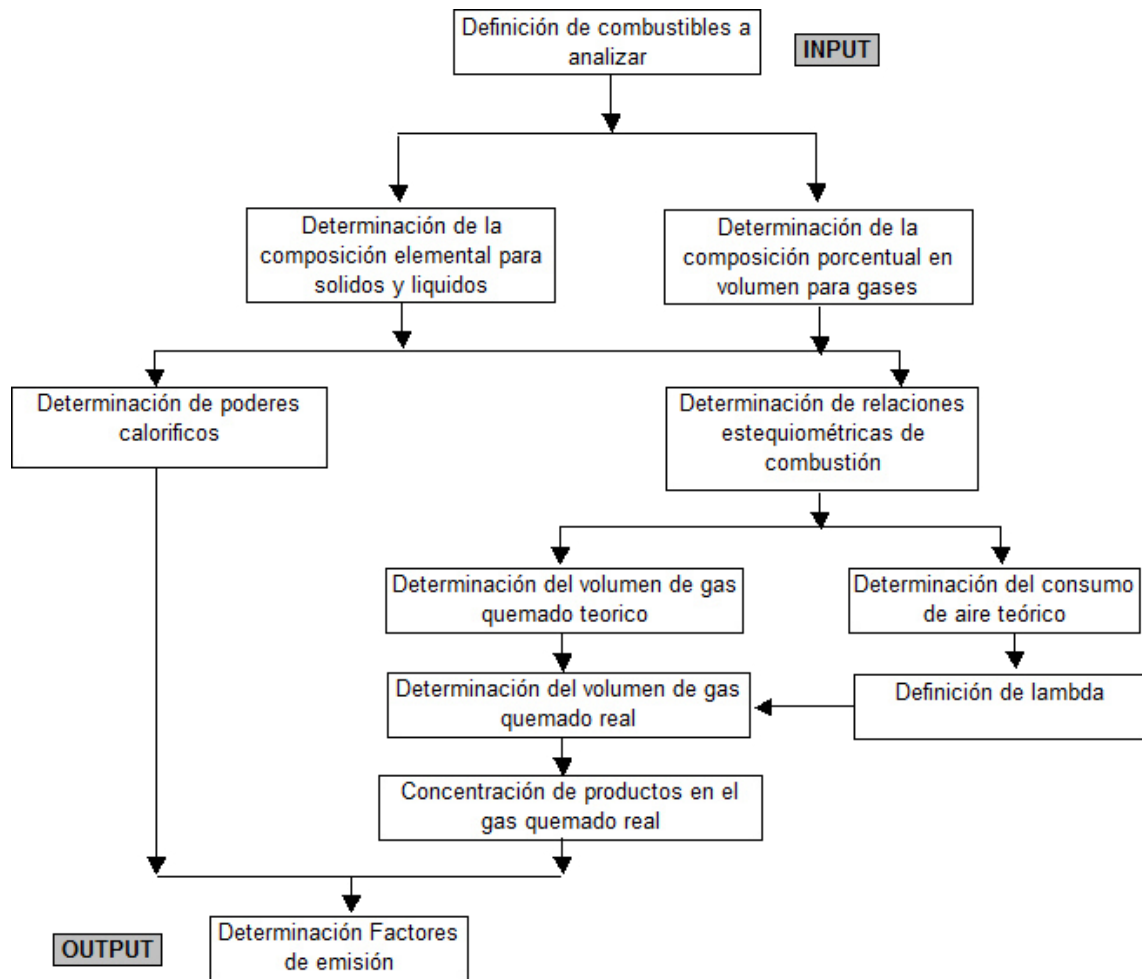 Definición de combustibles a
analizar
INPUT
Determinación de la
composición elemental para
solidos y liquidos
Determinación de la
composición porcentual en
volumen para gases
Determinación de poderes
calorificos
Determinación de relaciones
estequiométricas de
combustión
Determinación del volumen de gas
quemado teorico
Determinación del consumo
de aire teórico
Determinación del volumen de gas
quemado real
Definición de lambda
Concentración de productos en el
gas quemado real
OUTPUT
Determinación Factores
de emisión